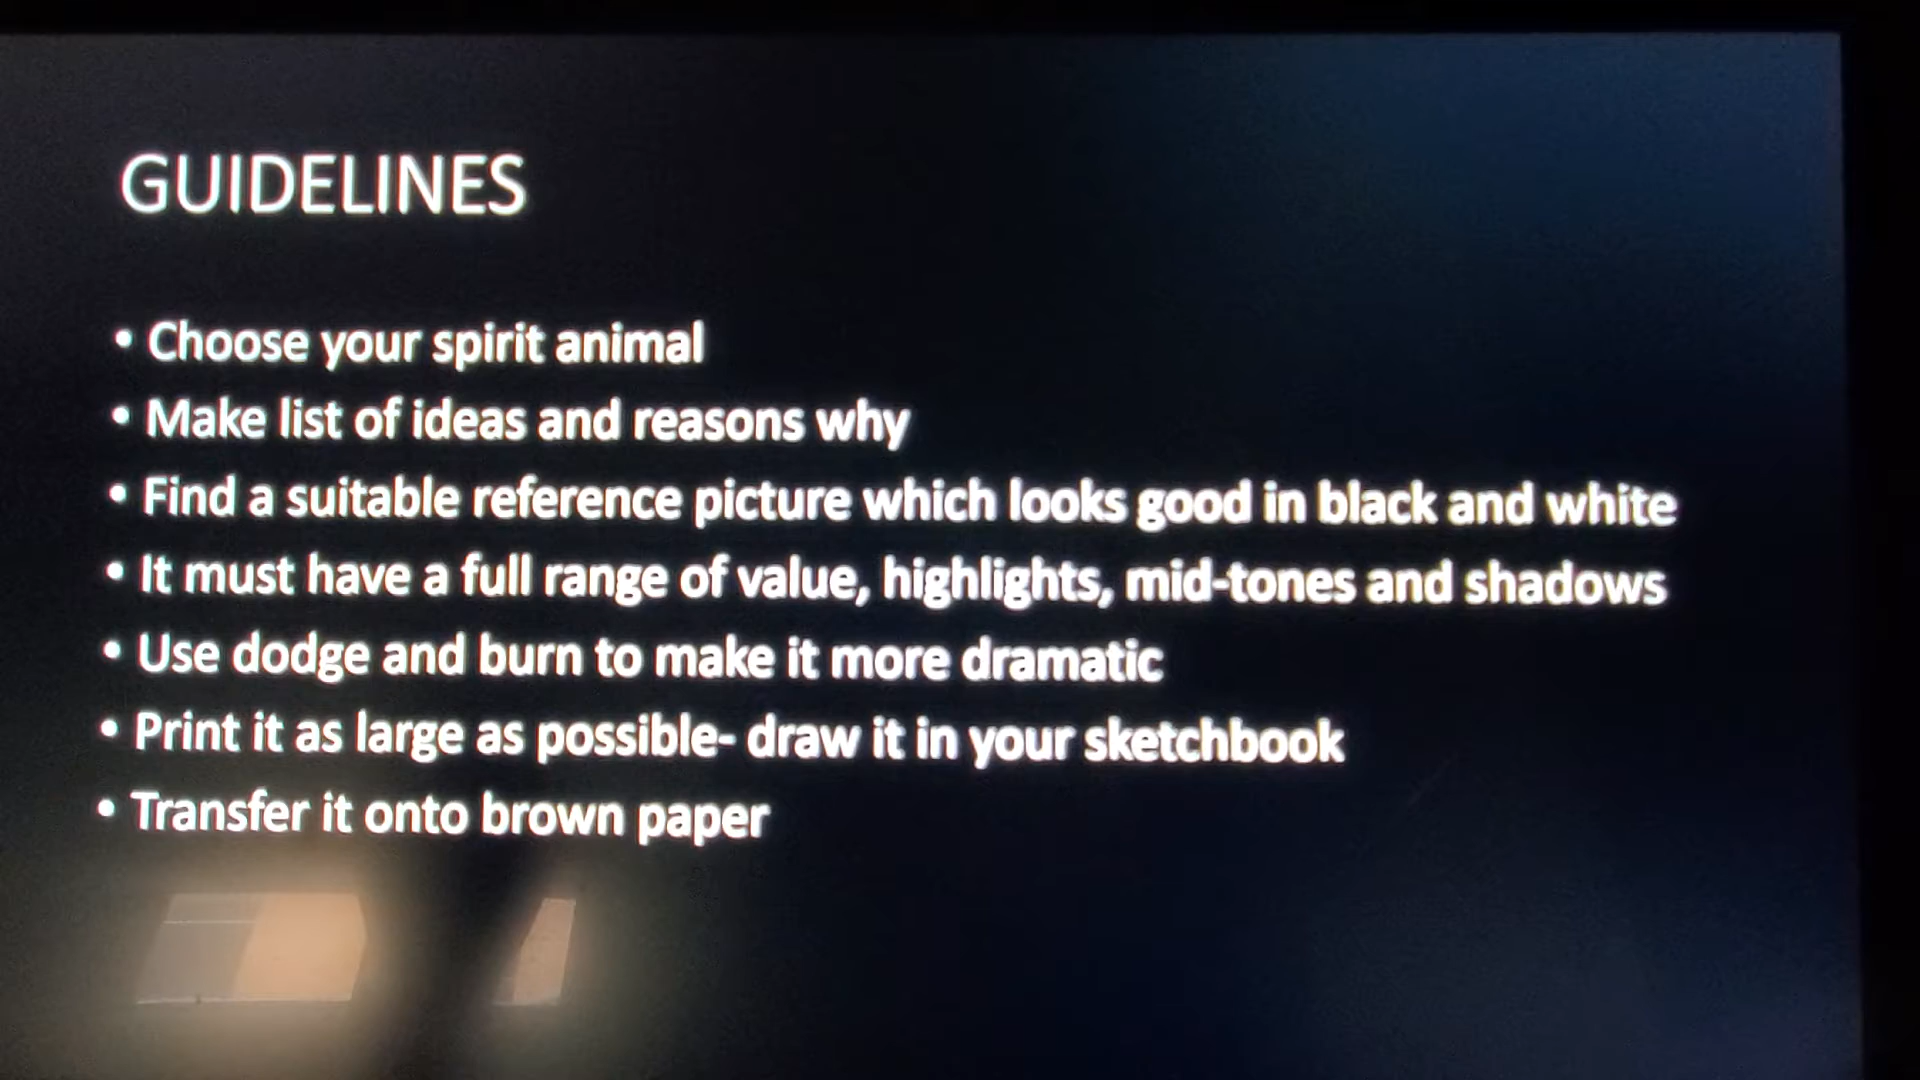 GUIDELINES
• Choose your spirit animal
• Make list of ideas and reasons why
• Find a suitable reference picture which looks good in black and white
• It must have a full range of value, highlights, mid-tones and shadows
• Use dodge and burn to make it more dramatic
• Print it as large as possible- draw it in your sketchbook
• Transfer it onto brown paper